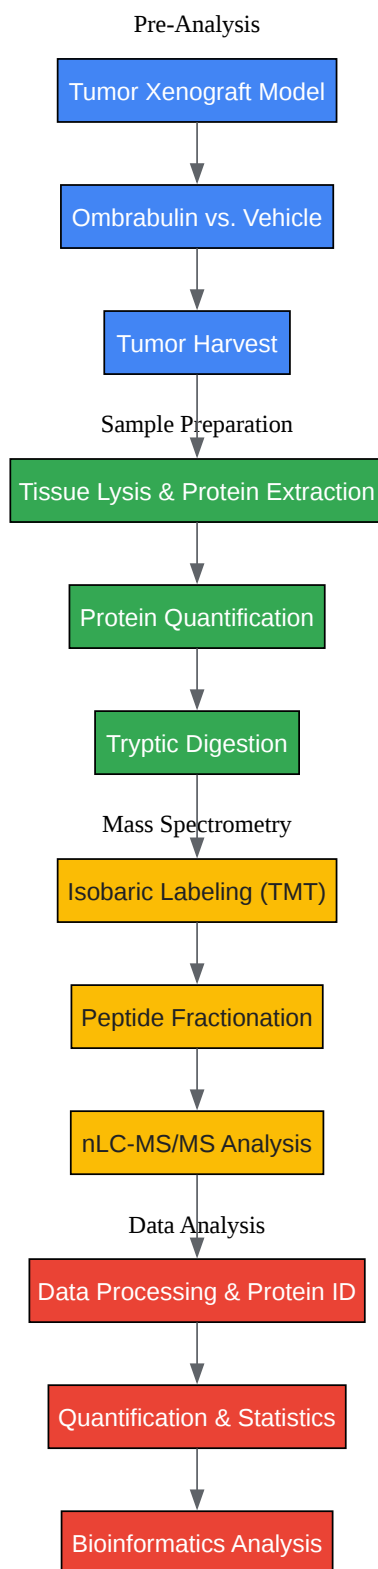 Pre-Analysis
Tumor Xenograft Model
Ombrabulin vs. Vehicle
Tumor Harvest
Sample Preparation
Tissue Lysis & Protein Extraction
Protein Quantification
Tryptic Digestion
Mass Spectrometry
Isobaric Labeling (TMT)
Peptide Fractionation
nLC-MS/MS Analysis
Data Analysis
Data Processing & Protein ID
Quantification & Statistics
Bioinformatics Analysis